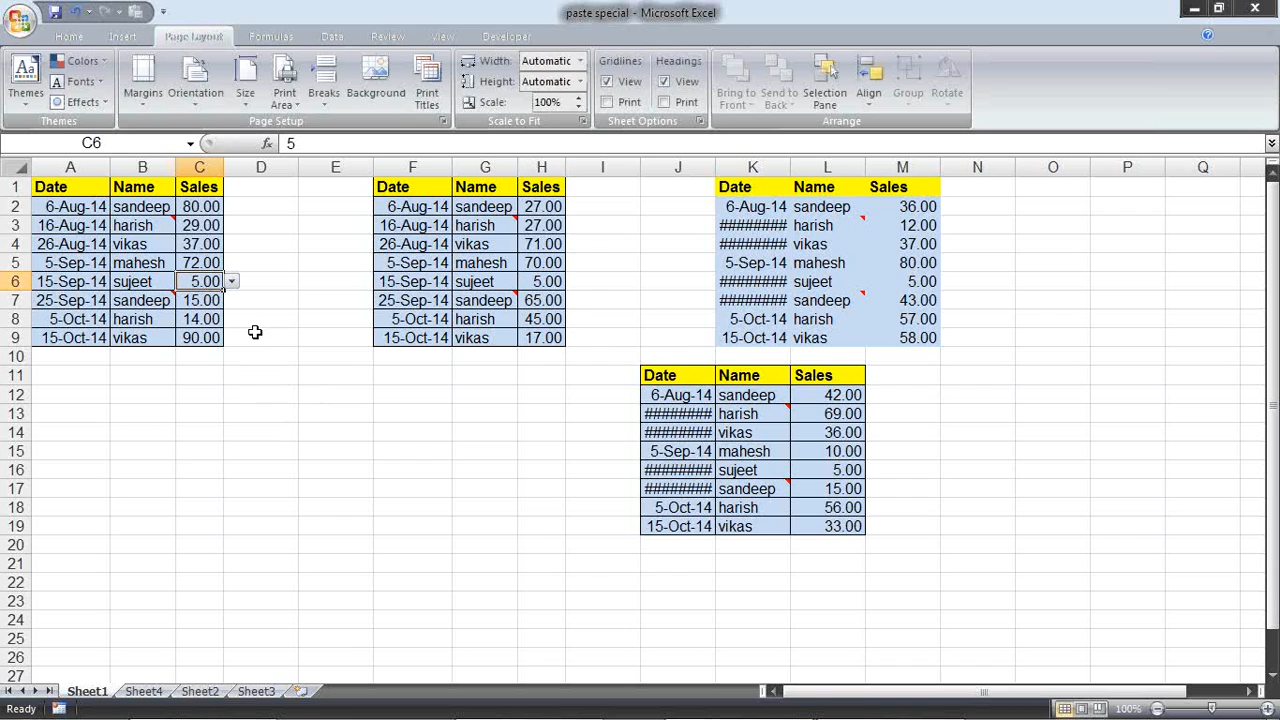 paste special - Microsoft Excel
Home Insert Page Layout Formulas Data Review View Developer
Themes Colors Fonts Effects
Themes
Margins Orientation Size Print Area Breaks Background Print Titles
Page Setup
Width: Automatic
Height: Automatic
Scale: 100%
Scale to Fit
Gridlines Headings
View View
Print Print
Sheet Options
Bring to Front Send to Back Selection Pane Align Group Rotate
Arrange
C6 fx 5
A B C D E F G H I J K L M N O P Q
1 Date Name Sales Date Name Sales Date Name Sales
2 6-Aug-14 sandeep 80.00 6-Aug-14 sandeep 27.00 6-Aug-14 sandeep 36.00
3 16-Aug-14 harish 29.00 16-Aug-14 harish 27.00 ######## harish 12.00
4 26-Aug-14 vikas 37.00 26-Aug-14 vikas 71.00 ######## vikas 37.00
5 5-Sep-14 mahesh 72.00 5-Sep-14 mahesh 70.00 5-Sep-14 mahesh 80.00
6 15-Sep-14 sujeet 5.00 15-Sep-14 sujeet 5.00 ######## sujeet 5.00
7 25-Sep-14 sandeep 15.00 25-Sep-14 sandeep 65.00 ######## sandeep 43.00
8 5-Oct-14 harish 14.00 5-Oct-14 harish 45.00 5-Oct-14 harish 57.00
9 15-Oct-14 vikas 90.00 15-Oct-14 vikas 17.00 15-Oct-14 vikas 58.00
10
11 Date Name Sales
12 6-Aug-14 sandeep 42.00
13 ######## harish 69.00
14 ######## vikas 36.00
15 5-Sep-14 mahesh 10.00
16 ######## sujeet 5.00
17 ######## sandeep 15.00
18 5-Oct-14 harish 56.00
19 15-Oct-14 vikas 33.00
20
21
22
23
24
25
26
27
Sheet1 Sheet4 Sheet2 Sheet3
Ready 100%